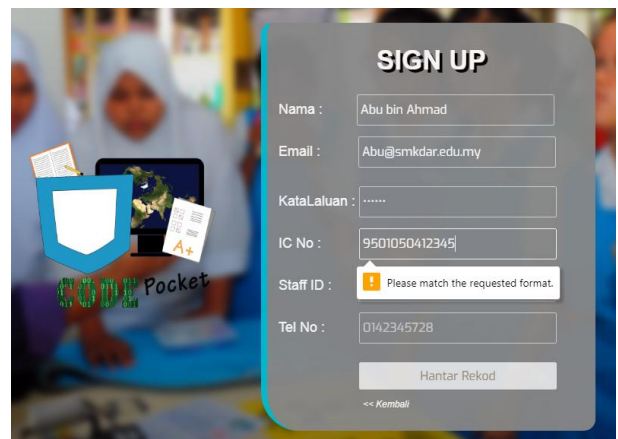 SIGN UP
Nama : Abu bin Ahmad
Email : Abu@smkdar.edu.my
KataLaluan : ······
IC No : 9501050412345
Staff ID : ! Please match the requested format.
Tel No : 0142345728
Hantar Rekod
<< Kembali
A+
CODE Pocket